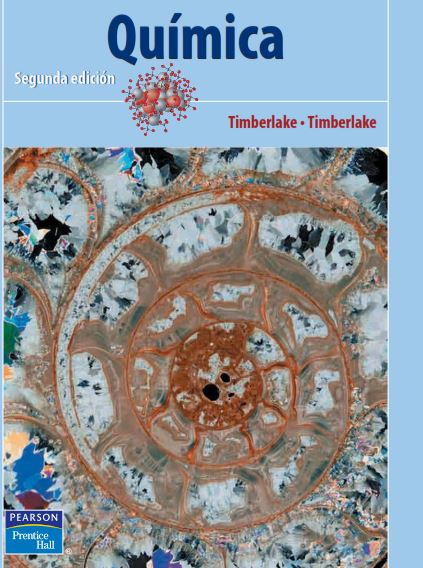 Química
Segunda edición
Timberlake • Timberlake
PEARSON
Prentice
Hall
®